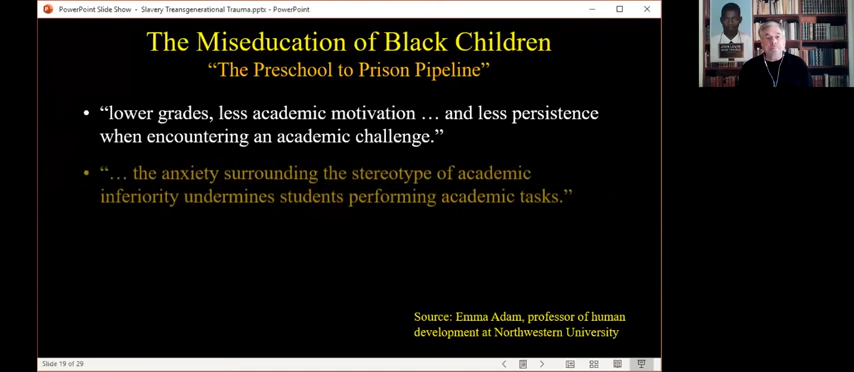 PowerPoint Slide Show - Slavery Treansgenerational Trauma.pptx - PowerPoint
The Miseducation of Black Children
“The Preschool to Prison Pipeline”
• “lower grades, less academic motivation … and less persistence
when encountering an academic challenge.”
• “… the anxiety surrounding the stereotype of academic
inferiority undermines students performing academic tasks.”
Source: Emma Adam, professor of human
development at Northwestern University
Slide 19 of 29